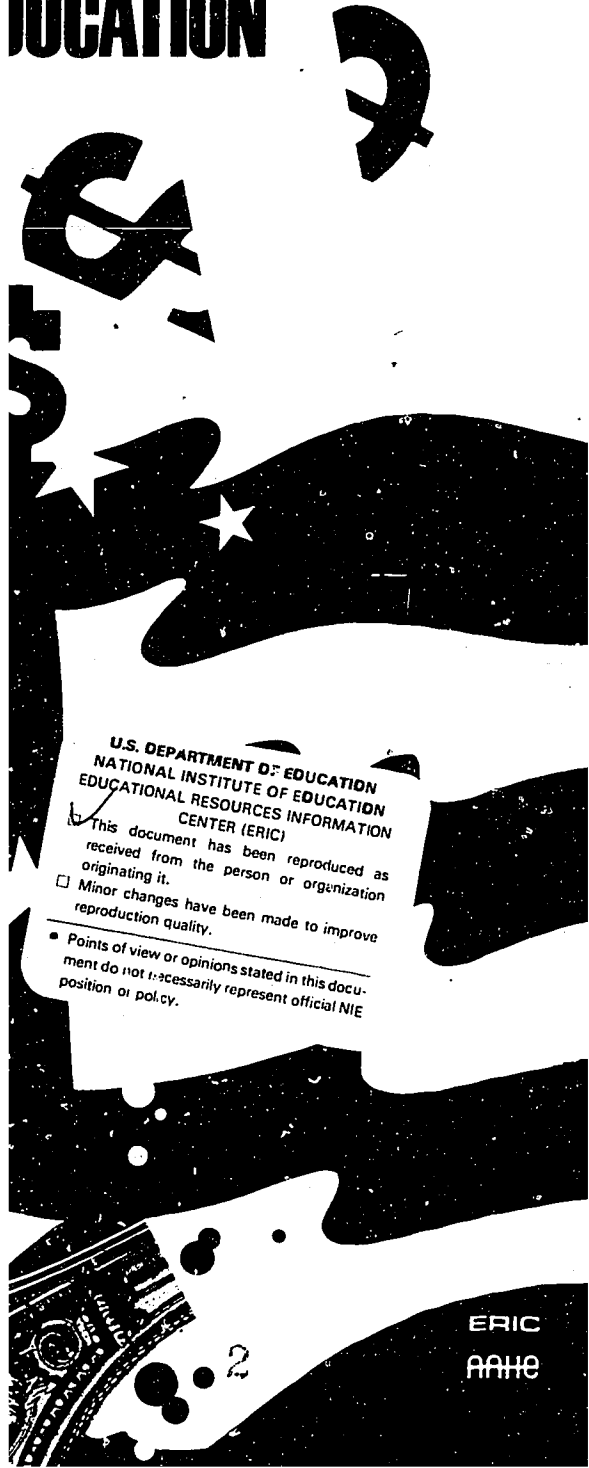 DUCATION
¢
¢
U.S. DEPARTMENT OF EDUCATION
NATIONAL INSTITUTE OF EDUCATION
EDUCATIONAL RESOURCES INFORMATION
CENTER (ERIC)
This document has been reproduced as
received from the person or organization
originating it.
Minor changes have been made to improve
reproduction quality.
• Points of view or opinions stated in this docu-
ment do not necessarily represent official NIE
position or policy.
2
ERIC
AAHE